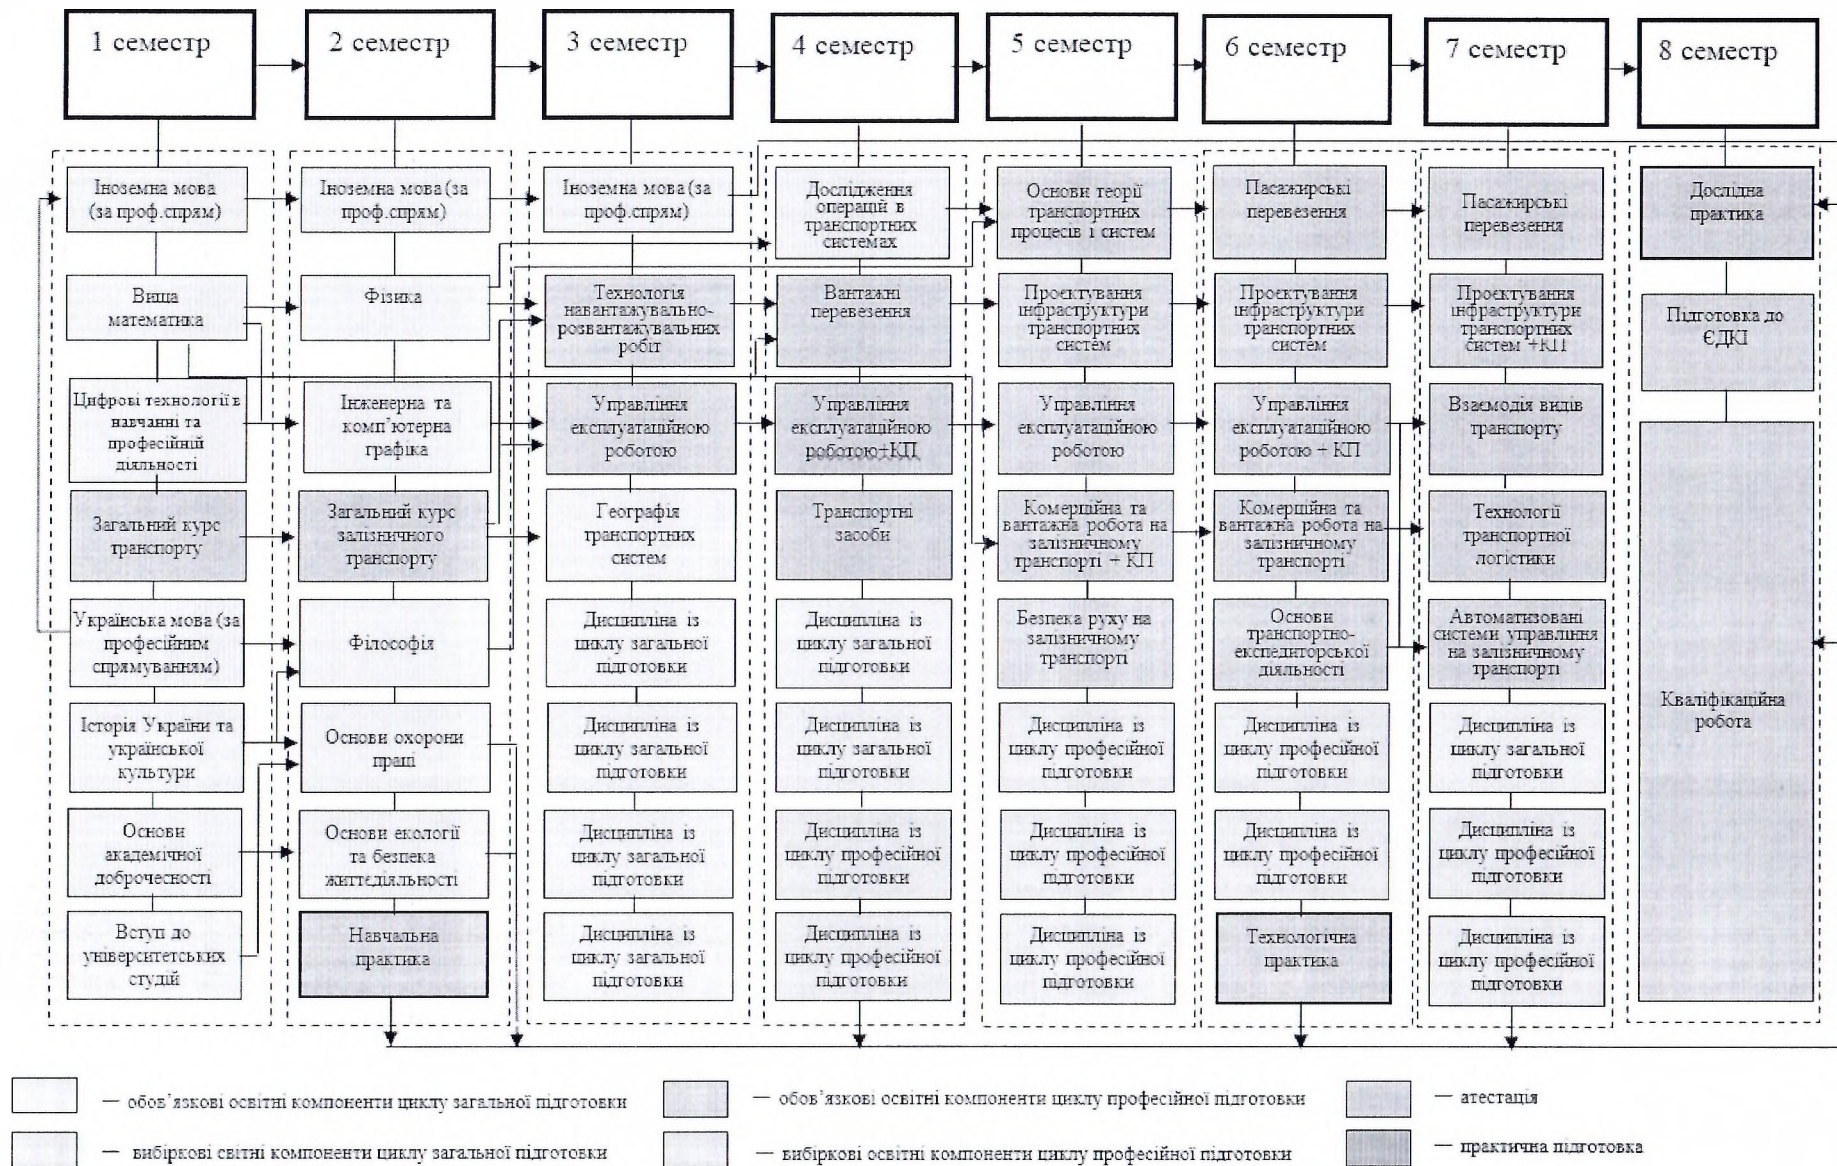 1 семестр
2 семестр
3 семестр
4 семестр
5 семестр
6 семестр
7 семестр
8 семестр
Іноземна мова
(за проф.спрям)
Вища
математика
Цифрові технології в
навчанні та
професійній
діяльності
Загальний курс
транспорту
Українська мова (за
професійним
спрямуванням)
Історія України та
української
культури
Основи
академічної
доброчесності
Вступ до
університетських
студій
Іноземна мова (за
проф.спрям)
Фізика
Інженерна та
комп’ютерна
графіка
Загальний курс
залізничного
транспорту
Філософія
Основи охорони
праці
Основи екології
та безпека
життєдіяльності
Навчальна
практика
Іноземна мова (за
проф.спрям)
Технологія
навантажувально-
розвантажувальних
робіт
Управління
експлуатаційною
роботою
Географія
транспортних
систем
Дисципліна із
циклу загальної
підготовки
Дисципліна із
циклу загальної
підготовки
Дисципліна із
циклу загальної
підготовки
Дисципліна із
циклу загальної
підготовки
Дослідження
операцій в
транспортних
системах
Вантажні
перевезення
Управління
експлуатаційною
роботою+КП
Транспортні
засоби
Дисципліна із
циклу загальної
підготовки
Дисципліна із
циклу загальної
підготовки
Дисципліна із
циклу професійної
підготовки
Дисципліна із
циклу професійної
підготовки
Основи теорії
транспортних
процесів і систем
Проєктування
інфраструктури
транспортних
систем
Управління
експлуатаційною
роботою
Комерційна та
вантажна робота на
залізничному
транспорті + КП
Безпека руху на
залізничному
транспорті
Дисципліна із
циклу професійної
підготовки
Дисципліна із
циклу професійної
підготовки
Дисципліна із
циклу професійної
підготовки
Пасажирські
перевезення
Проєктування
інфраструктури
транспортних
систем
Управління
експлуатаційною
роботою + КП
Комерційна та
вантажна робота на
залізничному
транспорті
Основи
транспортно-
експедиторської
діяльності
Дисципліна із
циклу професійної
підготовки
Дисципліна із
циклу професійної
підготовки
Технологічна
практика
Пасажирські
перевезення
Проєктування
інфраструктури
транспортних
систем +КП
Взаємодія видів
транспорту
Технології
транспортної
логістики
Автоматизовані
системи управління
на залізничному
транспорті
Дисципліна із
циклу загальної
підготовки
Дисципліна із
циклу професійної
підготовки
Дисципліна із
циклу професійної
підготовки
Дослідна
практика
Підготовка до
ЄДКІ
Кваліфікаційна
робота
— обов’язкові освітні компоненти циклу загальної підготовки
— обов’язкові освітні компоненти циклу професійної підготовки
— атестація
— вибіркові світні компоненти циклу загальної підготовки
— вибіркові освітні компоненти циклу професійної підготовки
— практична підготовка